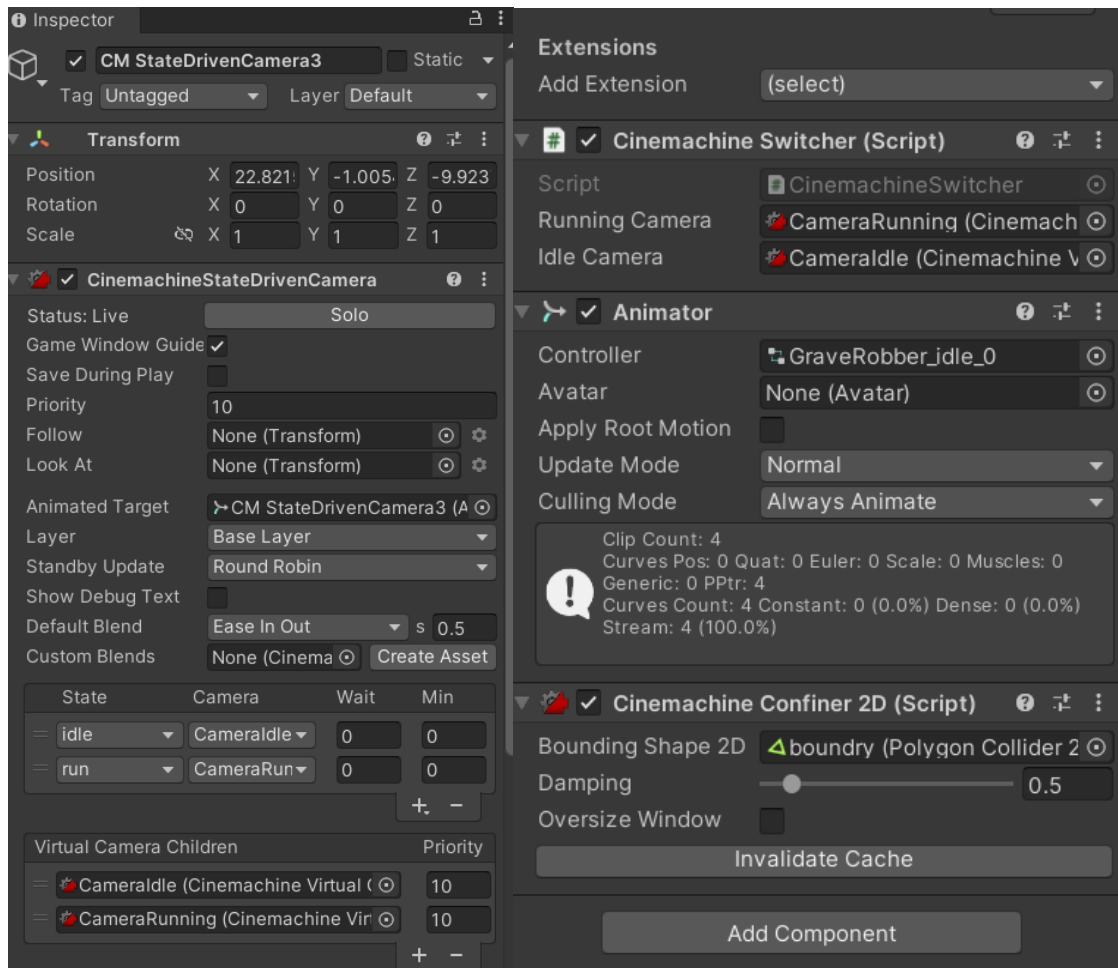 Inspector
CM StateDrivenCamera3 Static
Tag Untagged Layer Default
Transform
Position X 22.821 Y -1.005 Z -9.923
Rotation X 0 Y 0 Z 0
Scale X 1 Y 1 Z 1
CinemachineStateDrivenCamera
Status: Live Solo
Game Window Guide
Save During Play
Priority 10
Follow None (Transform)
Look At None (Transform)
Animated Target CM StateDrivenCamera3 (A
Layer Base Layer
Standby Update Round Robin
Show Debug Text
Default Blend Ease In Out s 0.5
Custom Blends None (Cinema Create Asset
State Camera Wait Min
idle CameraIdle 0 0
run CameraRun 0 0
+ −
Virtual Camera Children Priority
CameraIdle (Cinemachine Virtual C 10
CameraRunning (Cinemachine Virt 10
+ −
Extensions
Add Extension (select)
# Cinemachine Switcher (Script)
Script # CinemachineSwitcher
Running Camera CameraRunning (Cinemach
Idle Camera CameraIdle (Cinemachine V
Animator
Controller GraveRobber_idle_0
Avatar None (Avatar)
Apply Root Motion
Update Mode Normal
Culling Mode Always Animate
Clip Count: 4
Curves Pos: 0 Quat: 0 Euler: 0 Scale: 0 Muscles: 0
Generic: 0 PPtr: 4
Curves Count: 4 Constant: 0 (0.0%) Dense: 0 (0.0%)
Stream: 4 (100.0%)
Cinemachine Confiner 2D (Script)
Bounding Shape 2D boundry (Polygon Collider 2
Damping 0.5
Oversize Window
Invalidate Cache
Add Component